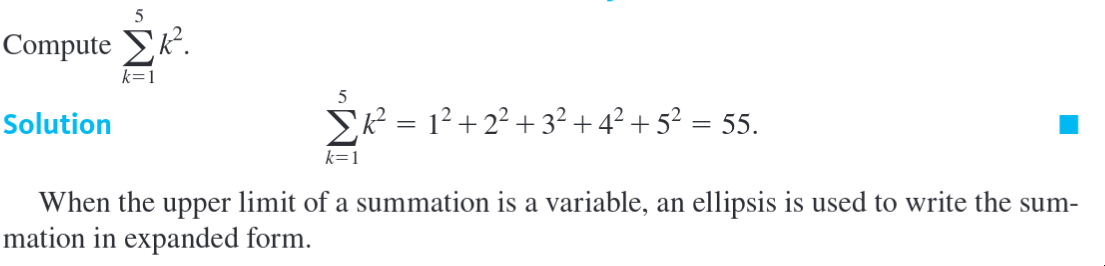 Compute $\sum_{k=1}^{5} k^2$.
Solution $\sum_{k=1}^{5} k^2 = 1^2 + 2^2 + 3^2 + 4^2 + 5^2 = 55.$
When the upper limit of a summation is a variable, an ellipsis is used to write the sum-
mation in expanded form.